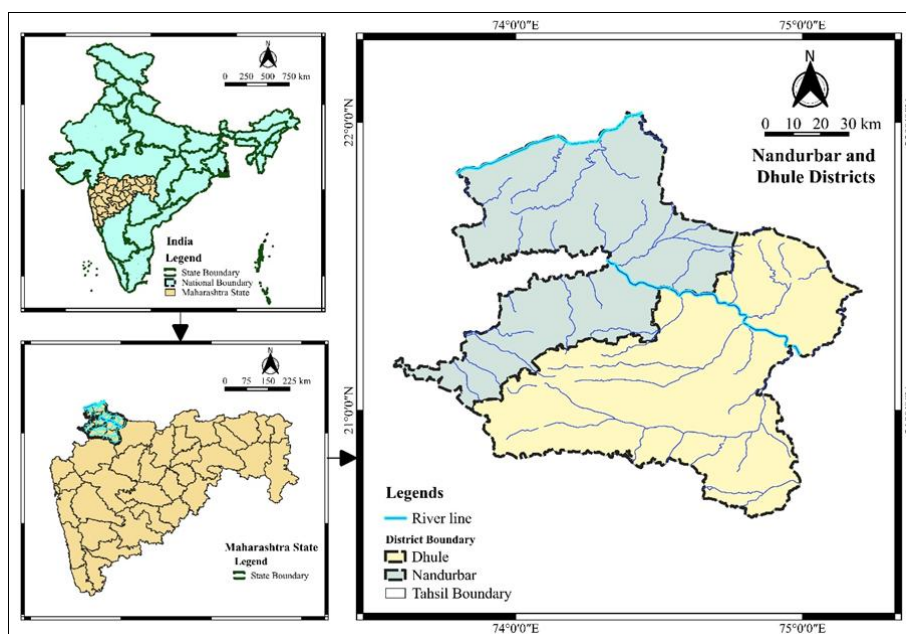 N
0 250 500 750 km
India
Legend
State Boundary
National Boundary
Maharashtra State
N
0 75 150 225 km
Maharashtra State
Legend
State Boundary
74°0'0"E 75°0'0"E
N
0 10 20 30 km
Nandurbar and
Dhule Districts
22°0'0"N
21°0'0"N
Legends
River line
District Boundary
Dhule
Nandurbar
Tahsil Boundary
74°0'0"E 75°0'0"E